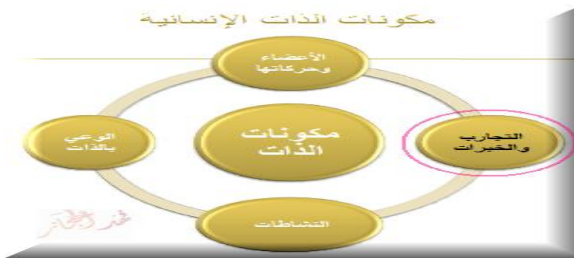 مكونات الذات الإنسانية
الأعضاء
وحركاتها
التجارب
والخبرات
مكونات
الذات
الوعي
بالذات
النشاطات